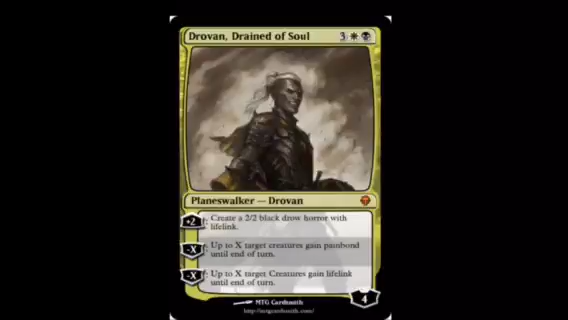 Drovan, Drained of Soul 3
Planeswalker — Drovan
+2 : Create a 2/2 black drow horror with
lifelink.
-X : Up to X target creatures gain painbond
until end of turn.
-X : Up to X target Creatures gain lifelink
until end of turn.
4
MTG Cardsmith
http://mtgcardsmith.com/